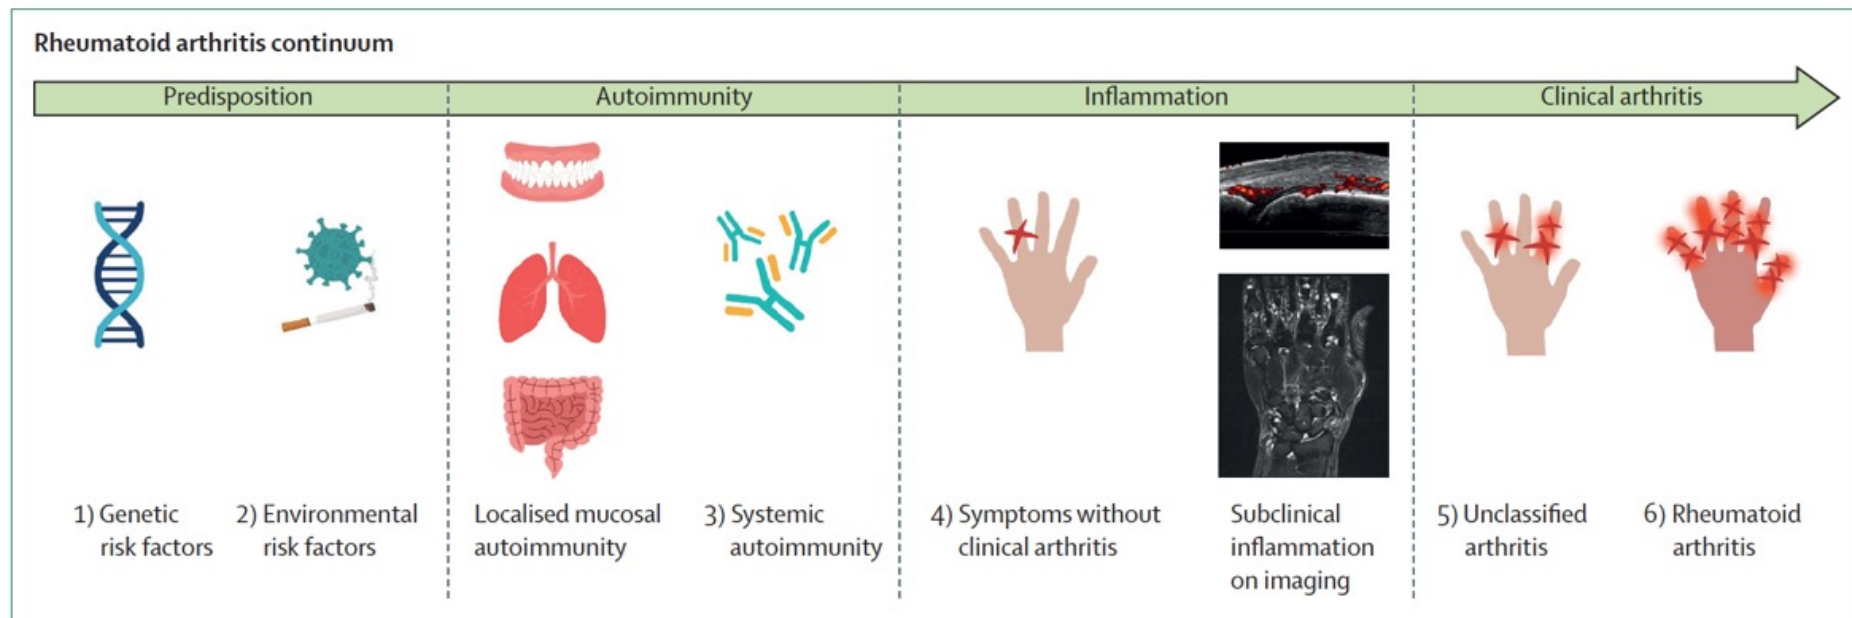 Rheumatoid arthritis continuum
Predisposition
Autoimmunity
Inflammation
Clinical arthritis
1) Genetic
risk factors
2) Environmental
risk factors
Localised mucosal
autoimmunity
3) Systemic
autoimmunity
4) Symptoms without
clinical arthritis
Subclinical
inflammation
on imaging
5) Unclassified
arthritis
6) Rheumatoid
arthritis